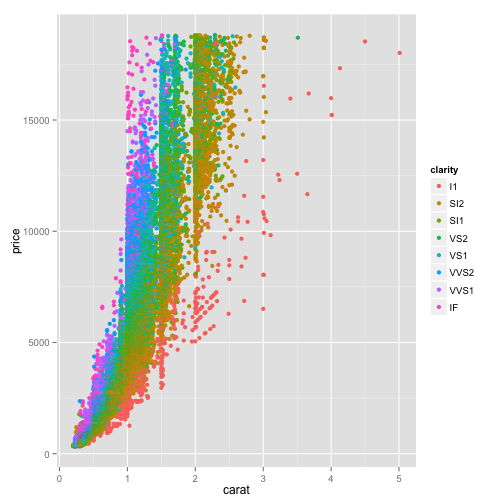 15000
10000
5000
0
price
0 1 2 3 4 5
carat
clarity
I1
SI2
SI1
VS2
VS1
VVS2
VVS1
IF